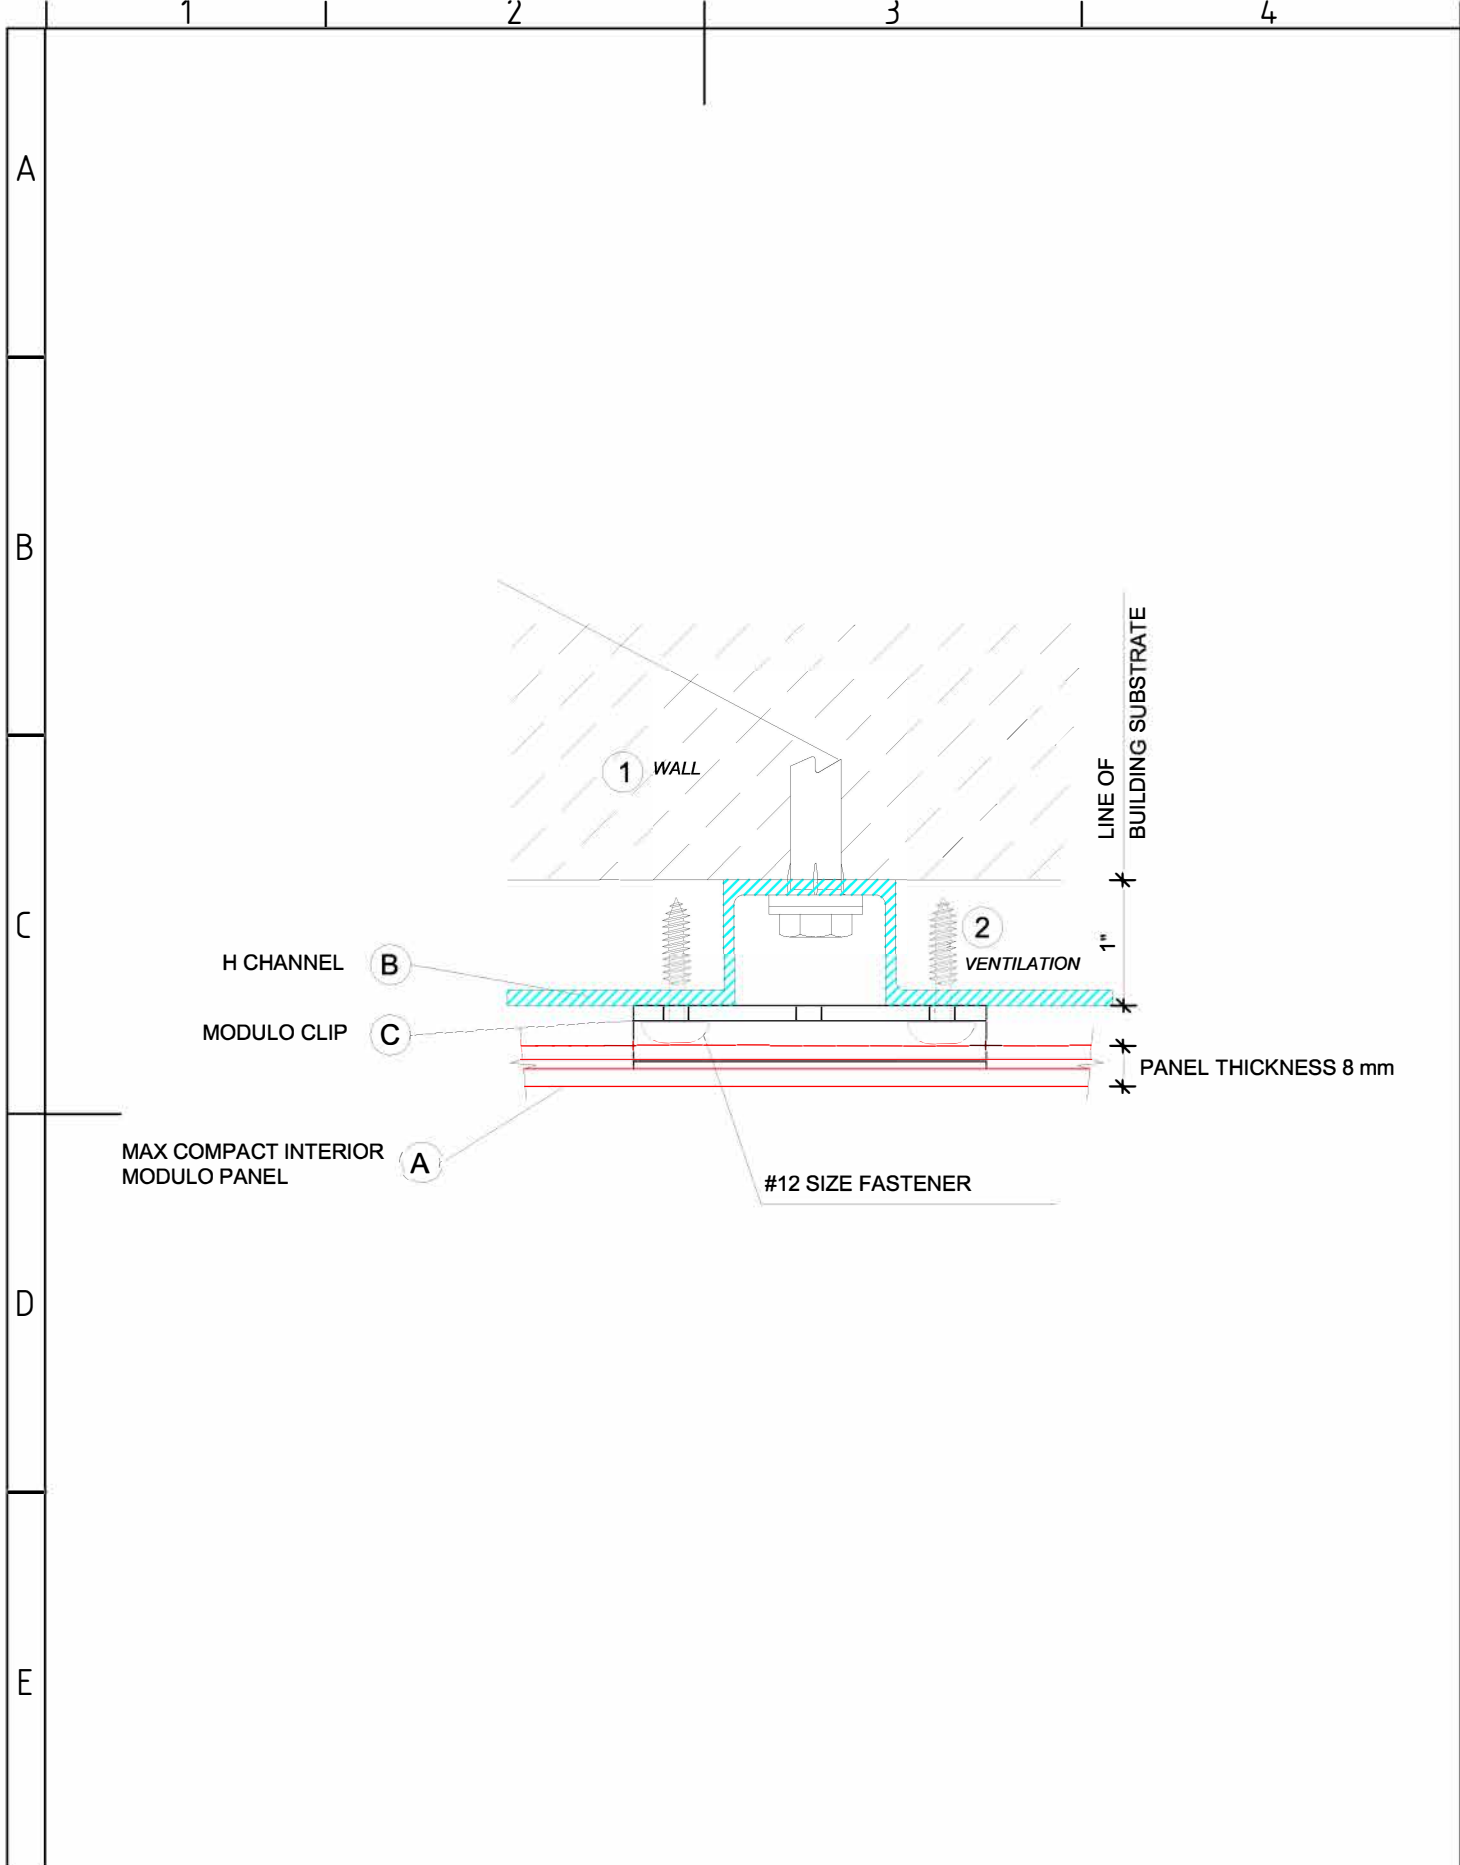 1 2 3 4
A
B
LINE OF
BUILDING SUBSTRATE
1 WALL
C
2
1"
VENTILATION
H CHANNEL B
MODULO CLIP C
PANEL THICKNESS 8 mm
MAX COMPACT INTERIOR
MODULO PANEL
A
#12 SIZE FASTENER
D
E